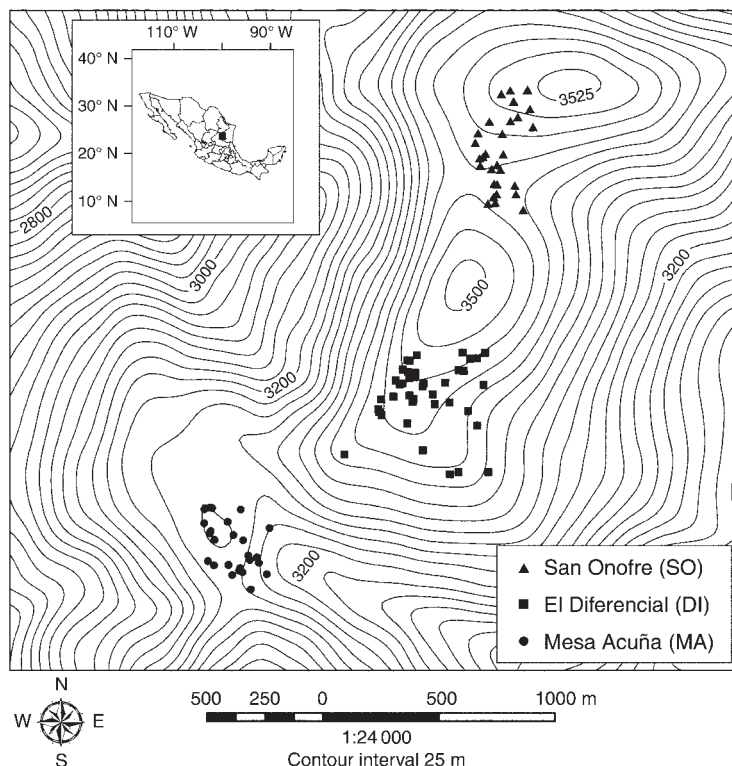 110° W 90° W
40° N
30° N
20° N
10° N
3525
2800
3000
3500
3200
3200
3200
San Onofre (SO)
El Diferencial (DI)
Mesa Acuña (MA)
N
W E
S
500 250 0 500 1000 m
1:24 000
Contour interval 25 m